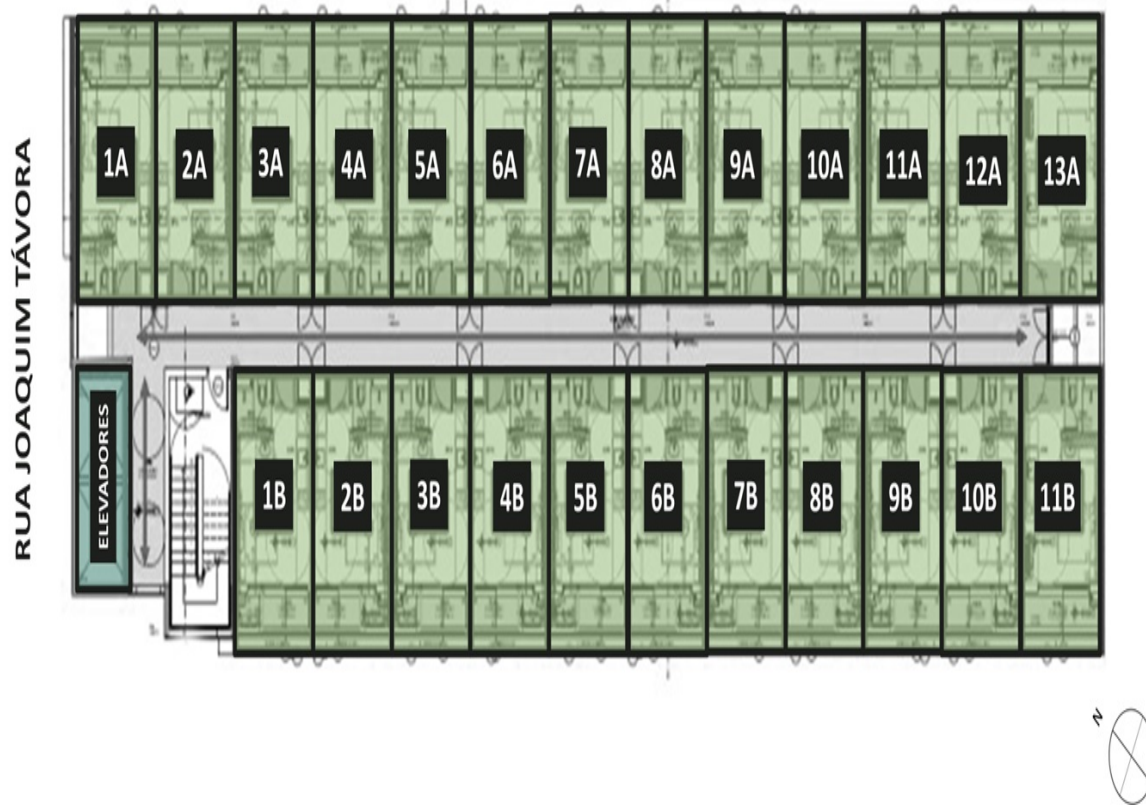 RUA JOAQUIM TÁVORA
1A 2A 3A 4A 5A 6A 7A 8A 9A 10A 11A 12A 13A
ELEVADORES
1B 2B 3B 4B 5B 6B 7B 8B 9B 10B 11B
N